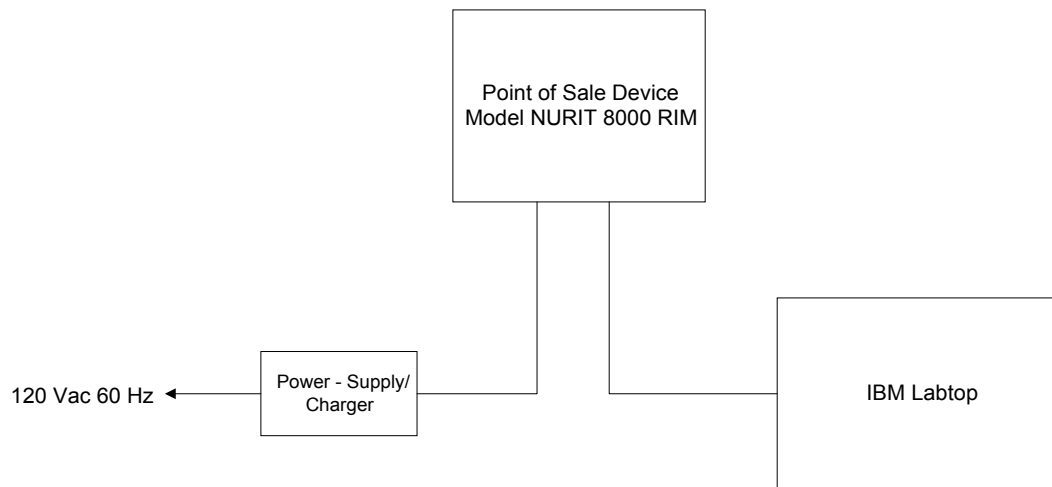 Point of Sale Device
Model NURIT 8000 RIM
120 Vac 60 Hz
Power - Supply/
Charger
IBM Labtop